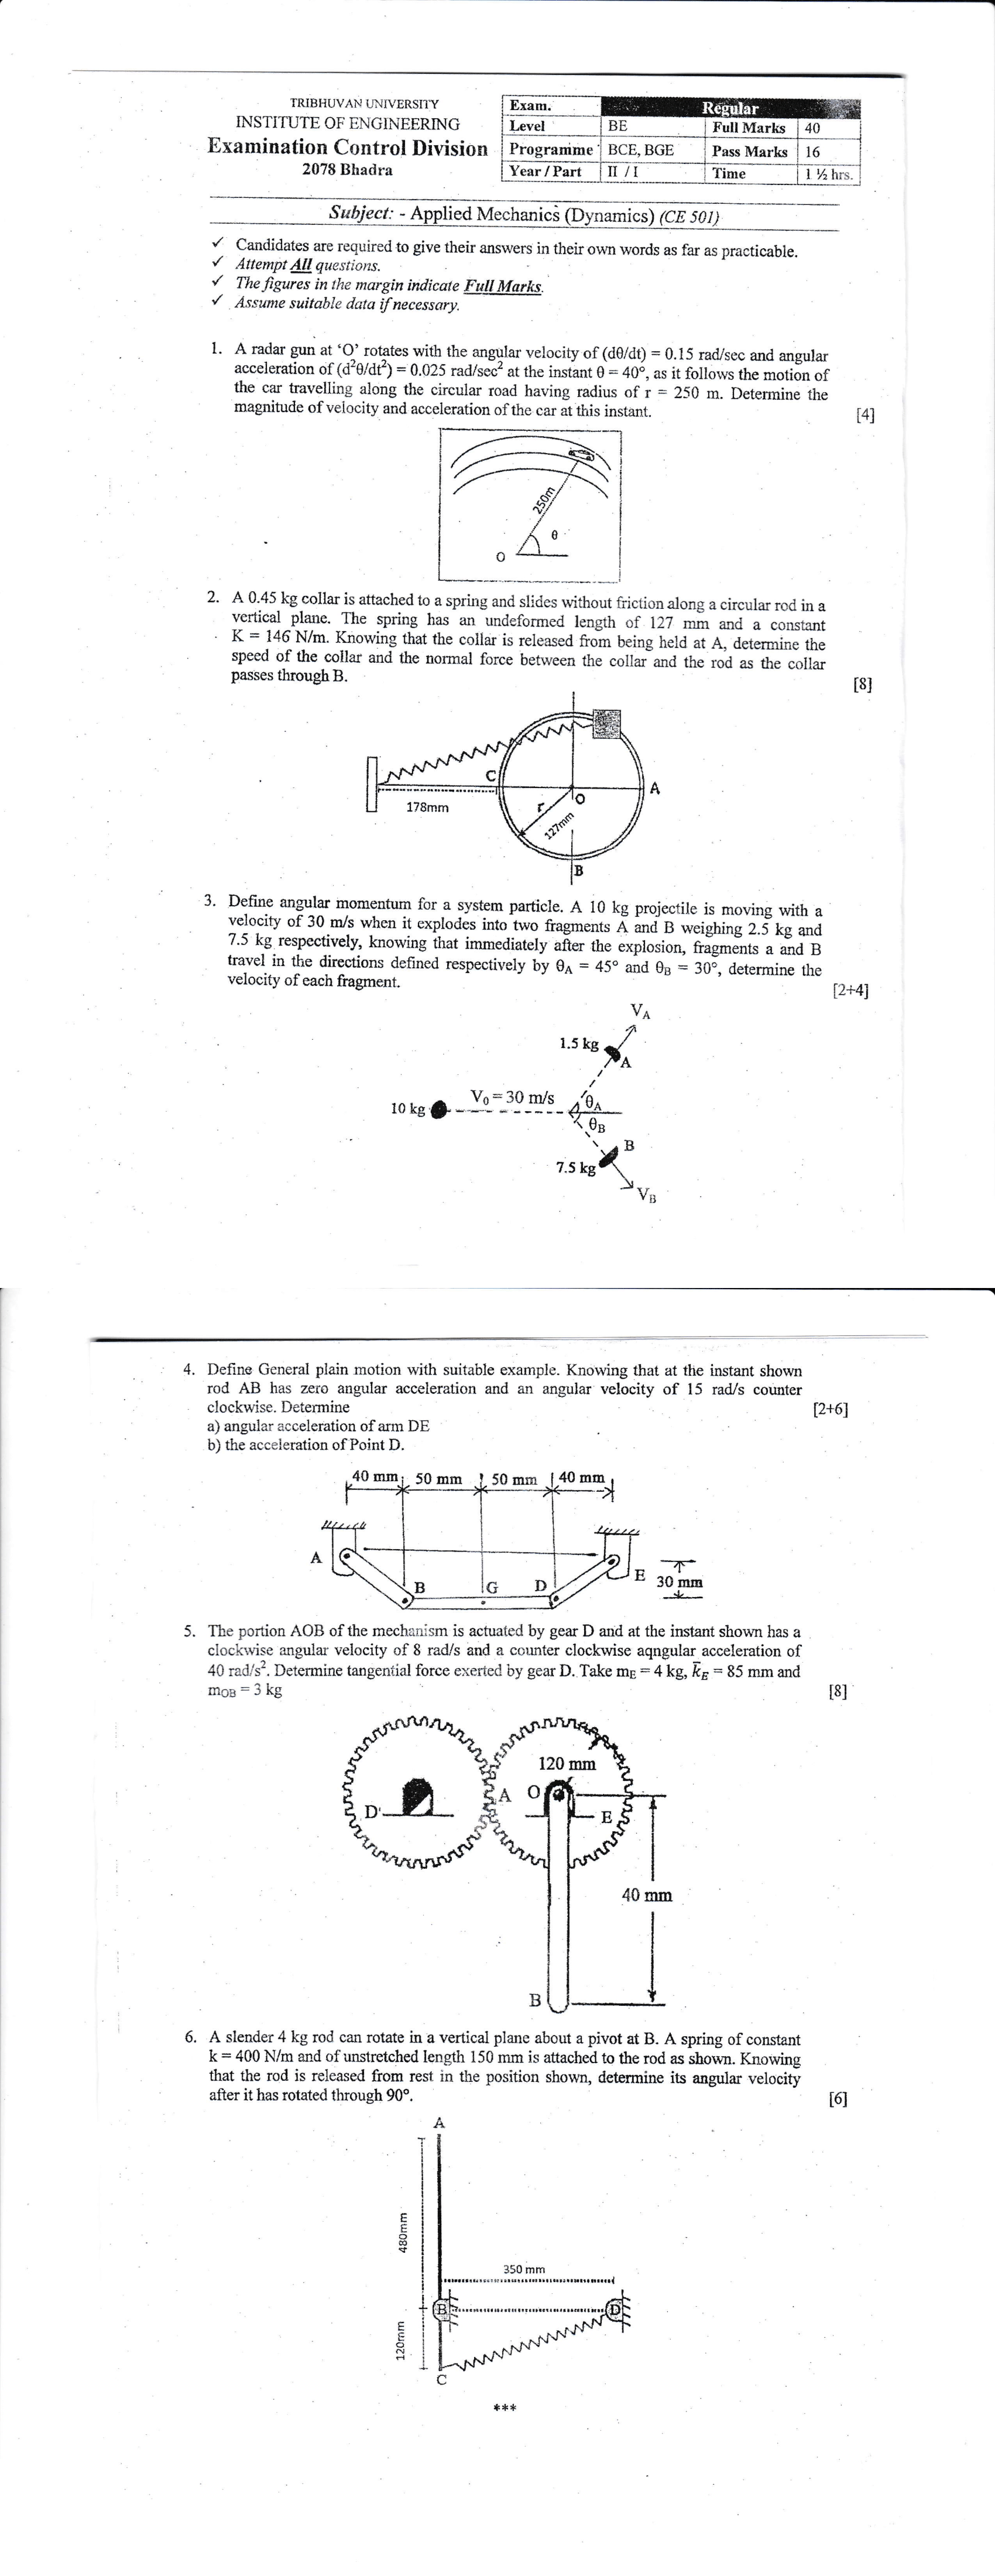 TRIBHUVAN UNIVERSITY
INSTITUTE OF ENGINEERING
Examination Control Division
2078 Bhadra
Exam. Regular
Level BE Full Marks 40
Programme BCE, BGE Pass Marks 16
Year / Part II / I Time 1 ½ hrs.
Subject: - Applied Mechanics (Dynamics) (CE 501)
✓ Candidates are required to give their answers in their own words as far as practicable.
✓ Attempt All questions.
✓ The figures in the margin indicate Full Marks.
✓ Assume suitable data if necessary.
1. A radar gun at ‘O’ rotates with the angular velocity of (dθ/dt) = 0.15 rad/sec and angular
acceleration of (d²θ/dt²) = 0.025 rad/sec² at the instant θ = 40°, as it follows the motion of
the car travelling along the circular road having radius of r = 250 m. Determine the
magnitude of velocity and acceleration of the car at this instant. [4]
250m
θ
O
2. A 0.45 kg collar is attached to a spring and slides without friction along a circular rod in a
vertical plane. The spring has an undeformed length of 127 mm and a constant
K = 146 N/m. Knowing that the collar is released from being held at A, determine the
speed of the collar and the normal force between the collar and the rod as the collar
passes through B. [8]
C
A
O
r
178mm
127mm
B
3. Define angular momentum for a system particle. A 10 kg projectile is moving with a
velocity of 30 m/s when it explodes into two fragments A and B weighing 2.5 kg and
7.5 kg respectively, knowing that immediately after the explosion, fragments a and B
travel in the directions defined respectively by θA = 45° and θB = 30°, determine the
velocity of each fragment. [2+4]
VA
1.5 kg
A
V0 = 30 m/s
θA
10 kg
θB
B
7.5 kg
VB
4. Define General plain motion with suitable example. Knowing that at the instant shown
rod AB has zero angular acceleration and an angular velocity of 15 rad/s counter
clockwise. Determine [2+6]
a) angular acceleration of arm DE
b) the acceleration of Point D.
40 mm 50 mm 50 mm 40 mm
A
E
30 mm
B G D
5. The portion AOB of the mechanism is actuated by gear D and at the instant shown has a
clockwise angular velocity of 8 rad/s and a counter clockwise aqngular acceleration of
40 rad/s². Determine tangential force exerted by gear D. Take mE = 4 kg, k̅E = 85 mm and
mOB = 3 kg [8]
120 mm
A O
D E
40 mm
B
6. A slender 4 kg rod can rotate in a vertical plane about a pivot at B. A spring of constant
k = 400 N/m and of unstretched length 150 mm is attached to the rod as shown. Knowing
that the rod is released from rest in the position shown, determine its angular velocity
after it has rotated through 90°. [6]
A
480mm
350 mm
B D
120mm
C
***